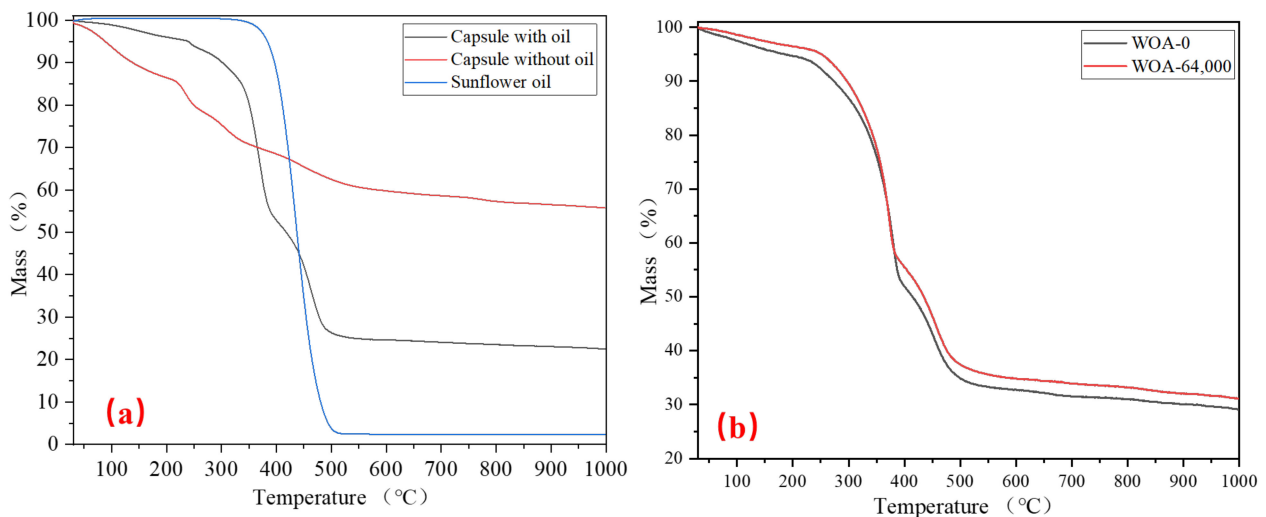 100
90
80
70
60
50
40
30
20
10
0
Mass（%）
Capsule with oil
Capsule without oil
Sunflower oil
(a)
100 200 300 400 500 600 700 800 900 1000
Temperature（℃）
100
90
80
70
60
50
40
30
20
Mass（%）
WOA-0
WOA-64,000
(b)
100 200 300 400 500 600 700 800 900 1000
Temperature（℃）